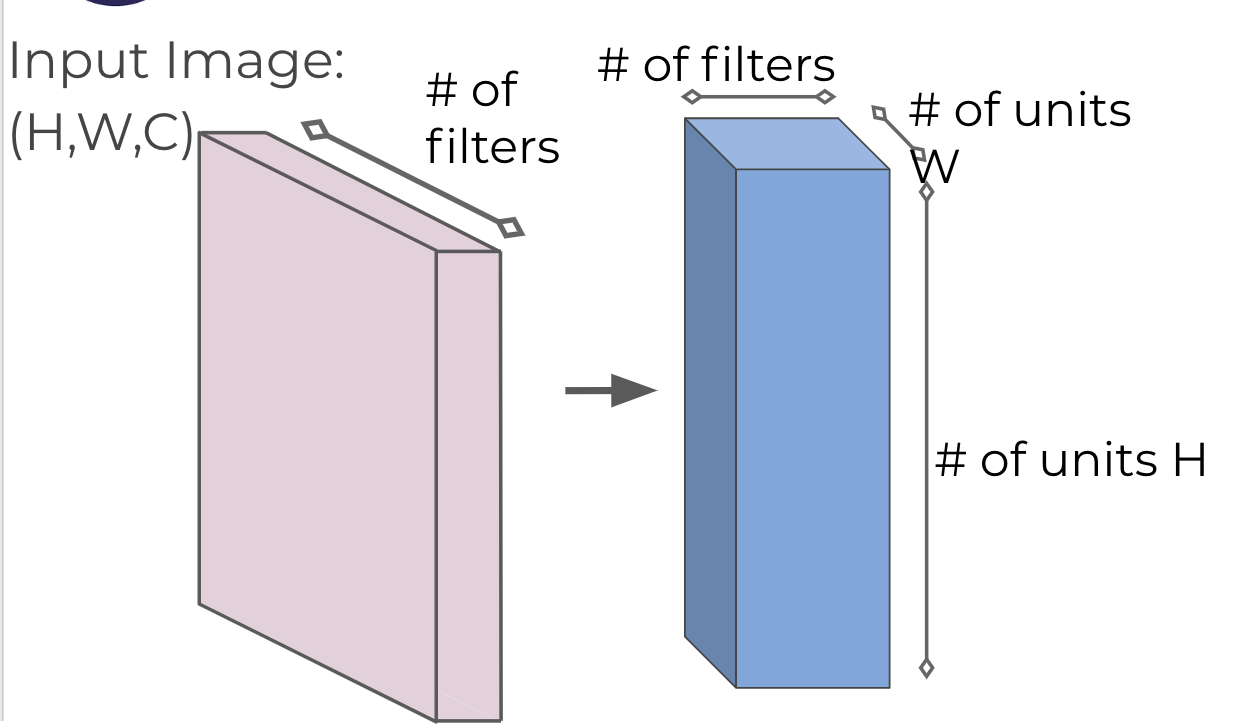 Input Image:
(H,W,C)
# of
filters
# of filters
# of units
W
# of units H